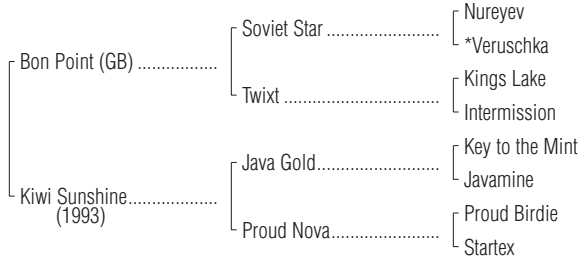 Nureyev
Soviet Star ......................
*Veruschka
Bon Point (GB) ................
Kings Lake
Twixt ..............................
Intermission
Key to the Mint
Java Gold........................
Javamine
Kiwi Sunshine.................
(1993)
Proud Birdie
Proud Nova.....................
Startex